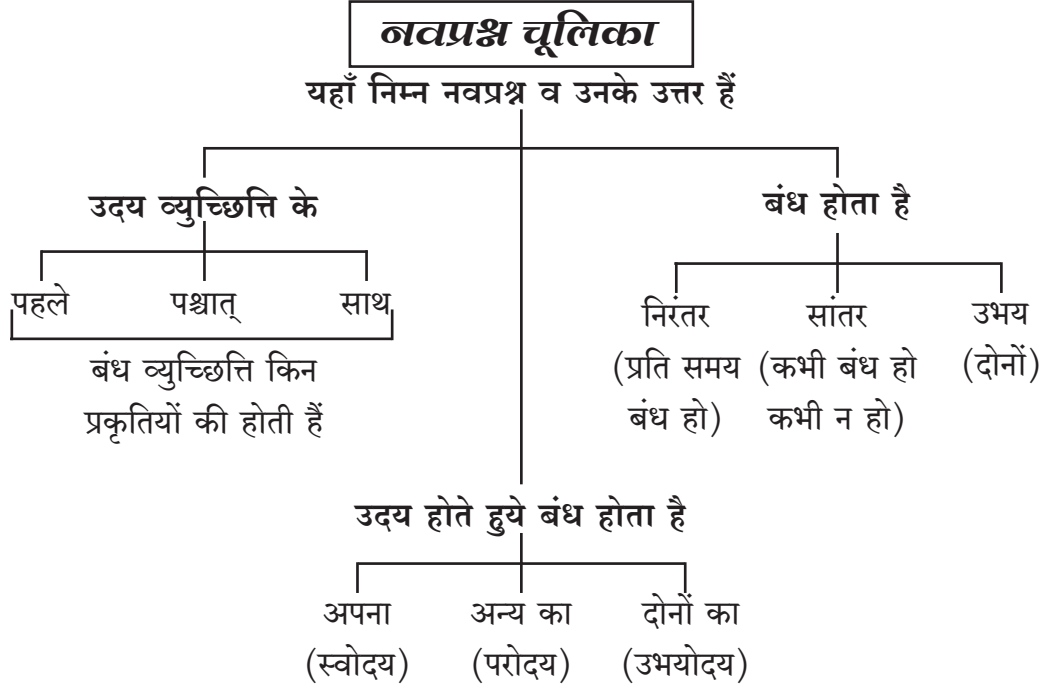 नवप्रश्न चूलिका
यहाँ निम्न नवप्रश्न व उनके उत्तर हैं
उदय व्युच्छित्ति के
पहले पश्चात् साथ
बंध व्युच्छित्ति किन
प्रकृतियों की होती हैं
बंध होता है
निरंतर सांतर उभय
(प्रति समय (कभी बंध हो (दोनों)
बंध हो) कभी न हो)
उदय होते हुये बंध होता है
अपना अन्य का दोनों का
(स्वोदय) (परोदय) (उभयोदय)